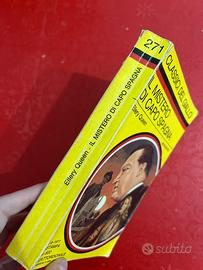 271
Ellery Queen - IL MISTERO DI CAPO SPAGNA
I CLASSICI DEL GIALLO
IL MISTERO
DI CAPO SPAGNA
Ellery Queen
subito